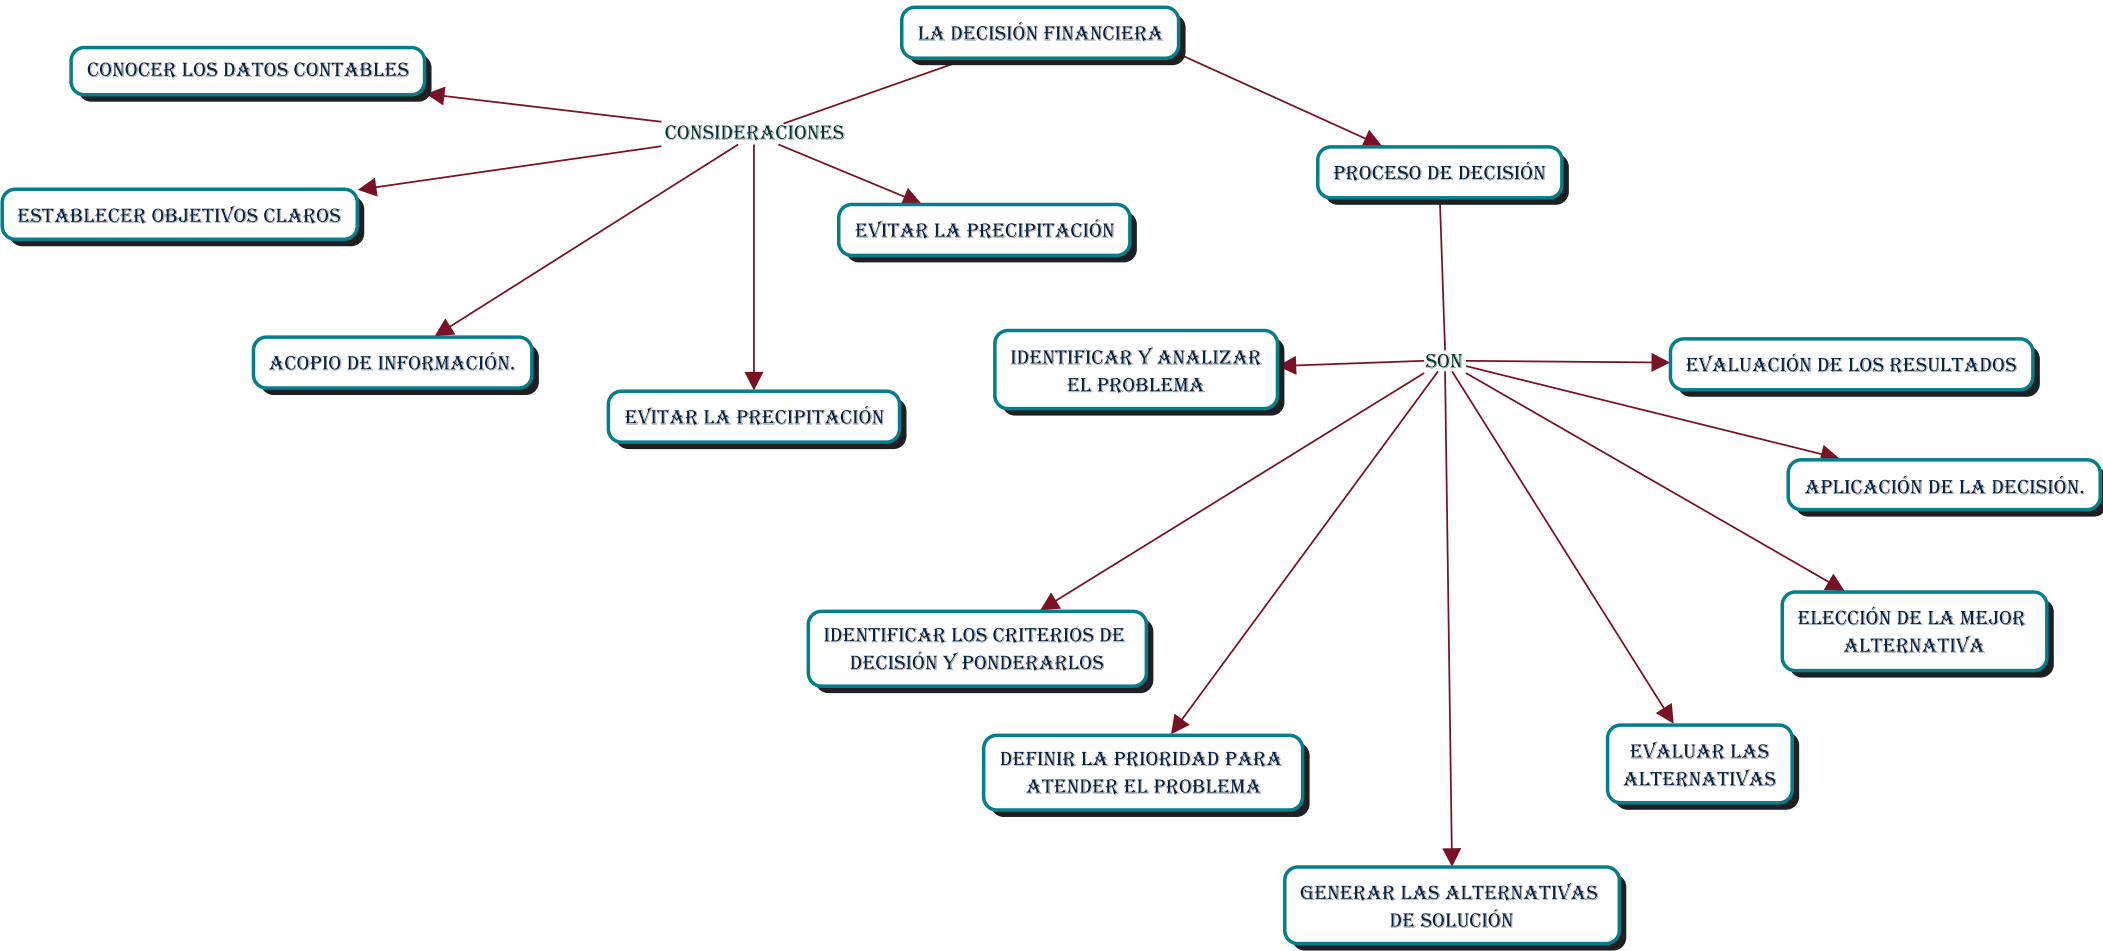 LA DECISIÓN FINANCIERA
CONOCER LOS DATOS CONTABLES
CONSIDERACIONES
PROCESO DE DECISIÓN
ESTABLECER OBJETIVOS CLAROS
EVITAR LA PRECIPITACIÓN
ACOPIO DE INFORMACIÓN.
EVITAR LA PRECIPITACIÓN
IDENTIFICAR Y ANALIZAR
EL PROBLEMA
SON
EVALUACIÓN DE LOS RESULTADOS
APLICACIÓN DE LA DECISIÓN.
IDENTIFICAR LOS CRITERIOS DE
DECISIÓN Y PONDERARLOS
ELECCIÓN DE LA MEJOR
ALTERNATIVA
DEFINIR LA PRIORIDAD PARA
ATENDER EL PROBLEMA
EVALUAR LAS
ALTERNATIVAS
GENERAR LAS ALTERNATIVAS
DE SOLUCIÓN